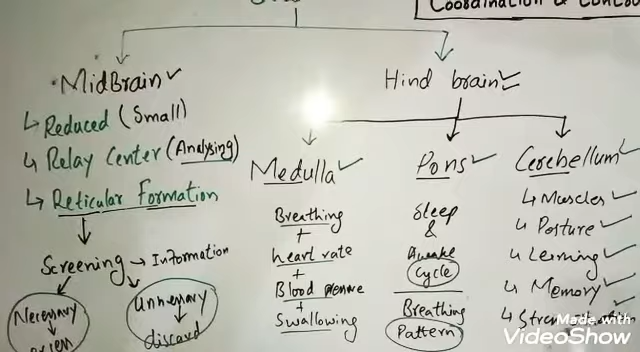 Coordination & Control
MidBrain
Hind brain
Reduced (Small)
Relay Center (Analysing)
Reticular Formation
Screening → Information
Necessary
Unnessary
discard
Medulla
Breathing
+
heart rate
+
Blood pressure
+
Swallowing
Pons
Sleep
&
Awake
Cycle
Breathing
Pattern
Cerebellum
Muscles
Posture
Learning
Memory
Made with
VideoShow